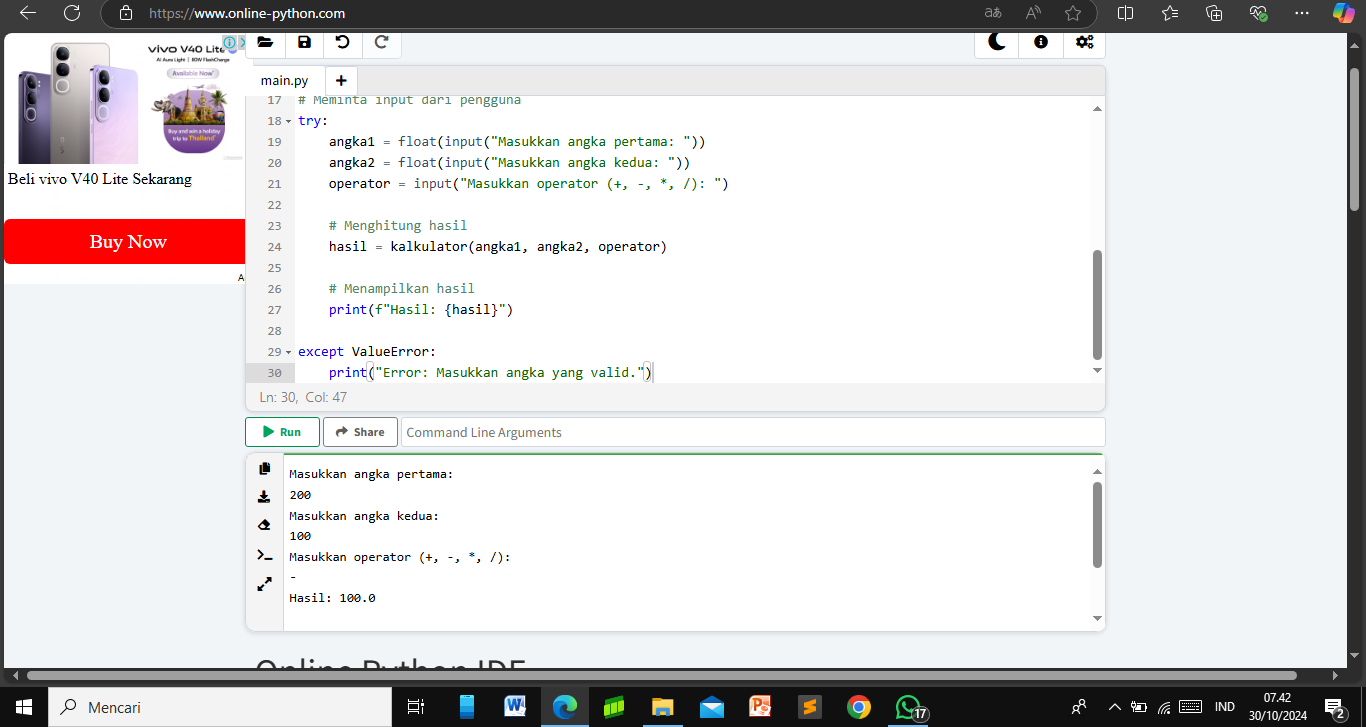 https://www.online-python.com
vivo V40 Lite
AI Aura Light | 80W FlashCharge
Available Now
Buy and win a holiday
trip to Thailand
Beli vivo V40 Lite Sekarang
Buy Now
A
main.py
+
17 # Meminta input dari pengguna
18 try:
19 angka1 = float(input("Masukkan angka pertama: "))
20 angka2 = float(input("Masukkan angka kedua: "))
21 operator = input("Masukkan operator (+, -, *, /): ")
22
23 # Menghitung hasil
24 hasil = kalkulator(angka1, angka2, operator)
25
26 # Menampilkan hasil
27 print(f"Hasil: {hasil}")
28
29 except ValueError:
30 print("Error: Masukkan angka yang valid.")
Ln: 30, Col: 47
Run Share Command Line Arguments
Masukkan angka pertama:
200
Masukkan angka kedua:
100
Masukkan operator (+, -, *, /):
-
Hasil: 100.0
Online Python IDE
Mencari
17
IND
07.42
30/10/2024
2